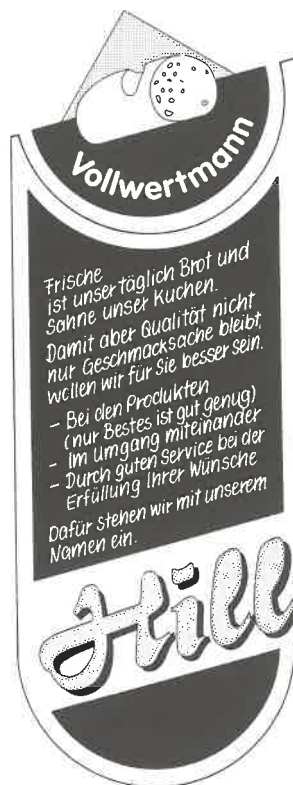 Vollwertmann
Frische
ist unser täglich Brot und
Sahne unser Kuchen.
Damit aber Qualität nicht
nur Geschmacksache bleibt,
wollen wir für Sie besser sein.
– Bei den Produkten
(nur Bestes ist gut genug)
– Im Umgang miteinander
– Durch guten Service bei der
Erfüllung Ihrer Wünsche
Dafür stehen wir mit unserem
Namen ein.
Hill